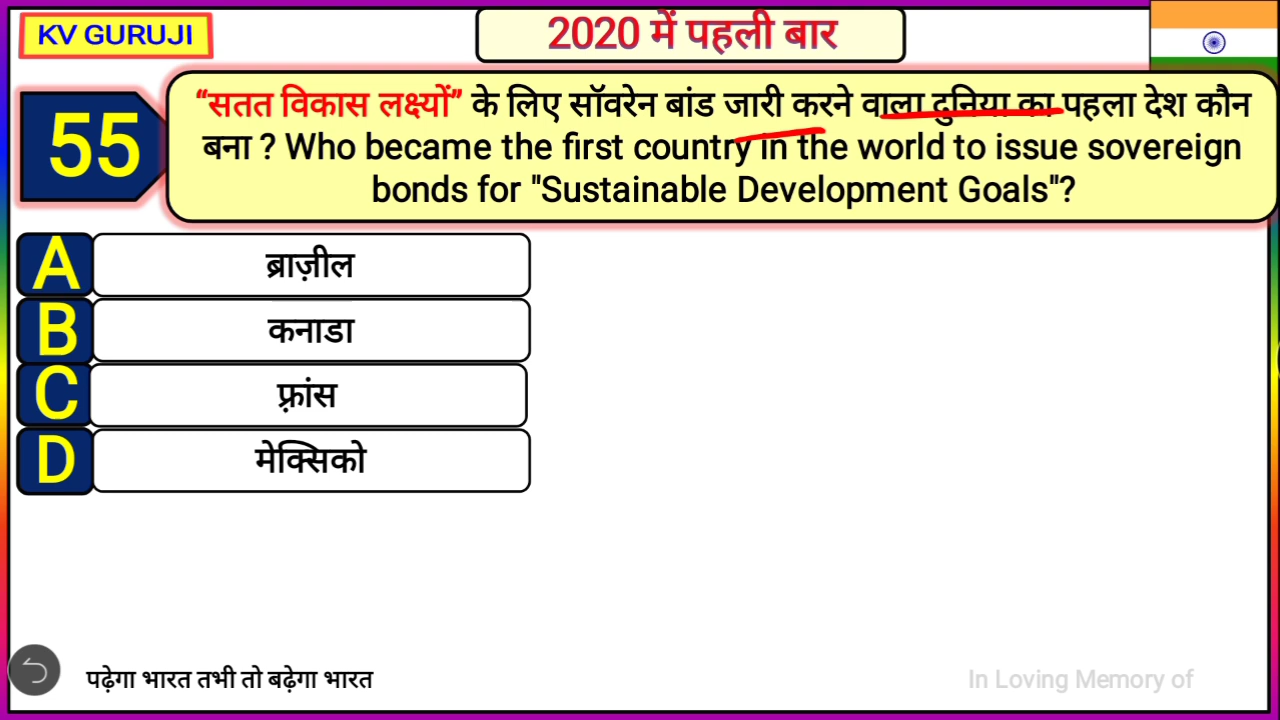 KV GURUJI
2020 में पहली बार
55
“सतत विकास लक्ष्यों” के लिए सॉवरेन बांड जारी करने वाला दुनिया का पहला देश कौन
बना ? Who became the first country in the world to issue sovereign
bonds for "Sustainable Development Goals"?
A ब्राज़ील
B कनाडा
C फ़्रांस
D मेक्सिको
पढ़ेगा भारत तभी तो बढ़ेगा भारत
In Loving Memory of